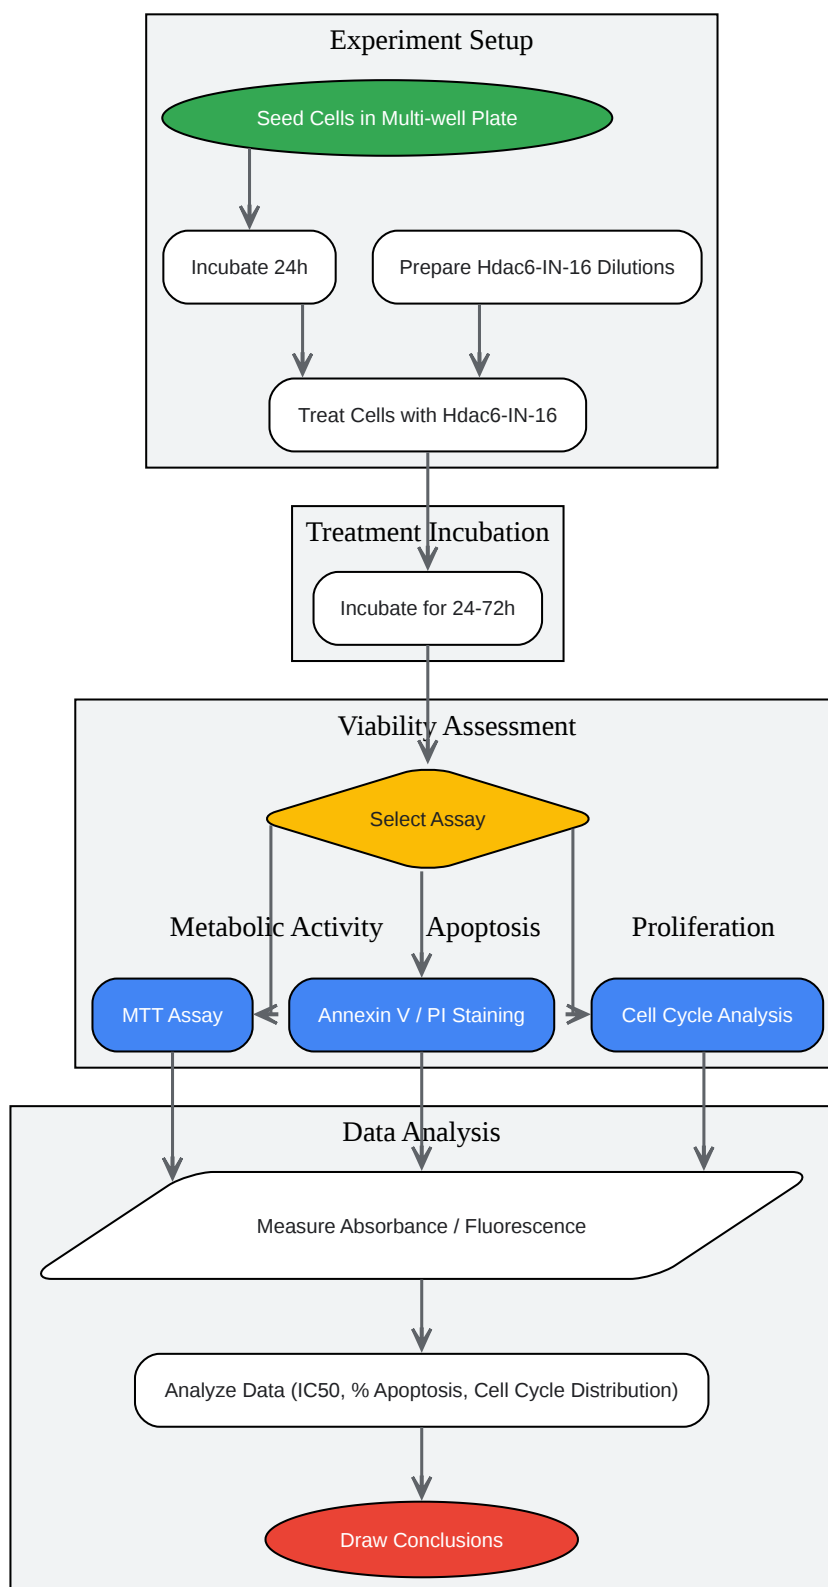 Experiment Setup
Seed Cells in Multi-well Plate
Incubate 24h
Prepare Hdac6-IN-16 Dilutions
Treat Cells with Hdac6-IN-16
Treatment Incubation
Incubate for 24-72h
Viability Assessment
Select Assay
Metabolic Activity
Apoptosis
Proliferation
MTT Assay
Annexin V / PI Staining
Cell Cycle Analysis
Data Analysis
Measure Absorbance / Fluorescence
Analyze Data (IC50, % Apoptosis, Cell Cycle Distribution)
Draw Conclusions